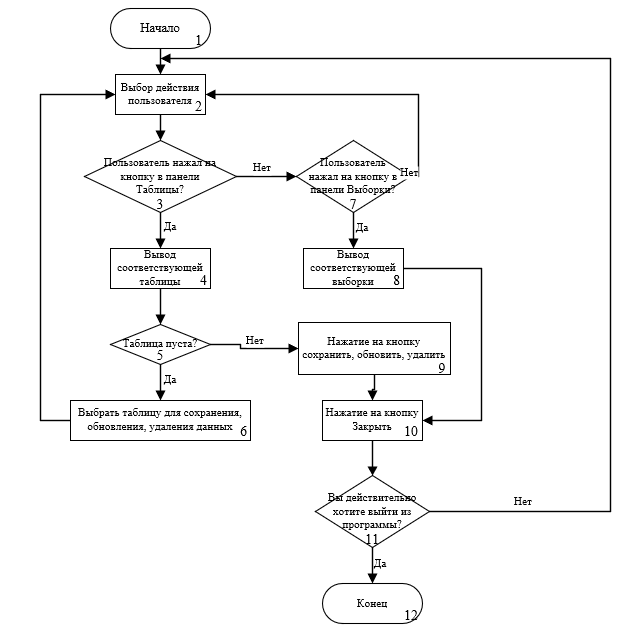 Начало
1
Выбор действия
пользователя
2
Пользователь нажал на
кнопку в панели
Таблицы?
3
Нет
Пользователь
нажал на кнопку в
панели Выборки?
7
Нет
Да
Да
Вывод
соответствующей
таблицы
4
Вывод
соответствующей
выборки
8
Таблица пуста?
5
Нет
Нажатие на кнопку
сохранить, обновить, удалить
9
Да
Выбрать таблицу для сохранения,
обновления, удаления данных
6
Нажатие на кнопку
Закрыть
10
Вы действительно
хотите выйти из
программы?
11
Нет
Да
Конец
12